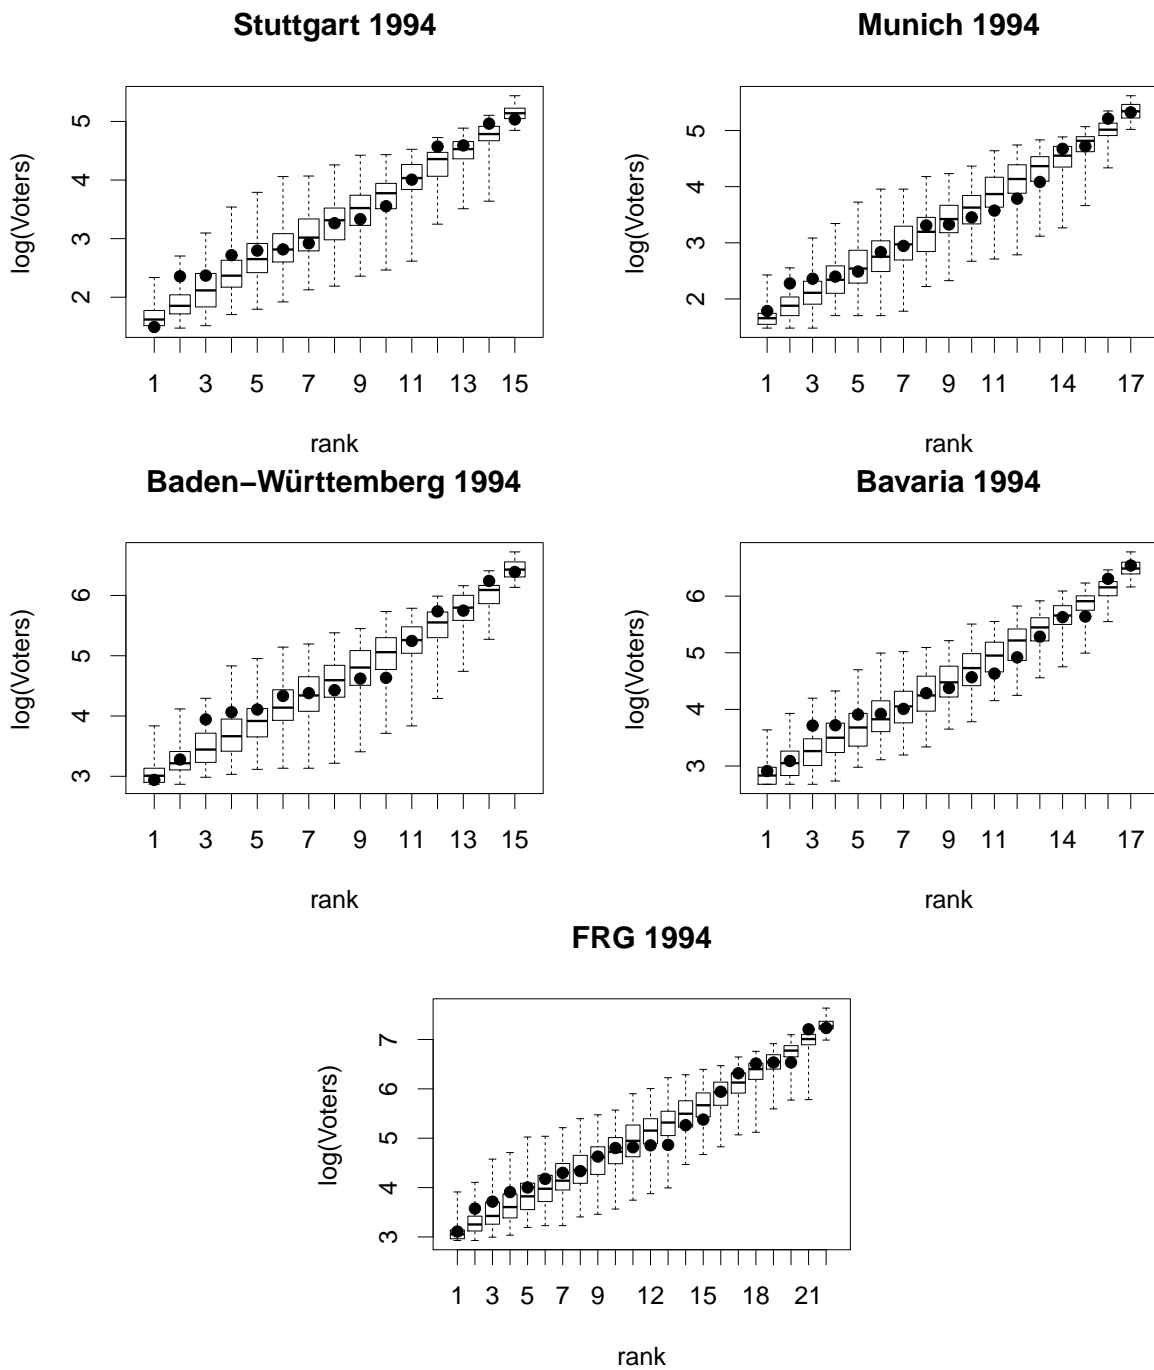 Stuttgart 1994
log(Voters)
5
4
3
2
1 3 5 7 9 11 13 15
rank
Munich 1994
log(Voters)
5
4
3
2
1 3 5 7 9 11 14 17
rank
Baden−Württemberg 1994
log(Voters)
6
5
4
3
1 3 5 7 9 11 13 15
rank
Bavaria 1994
log(Voters)
6
5
4
3
1 3 5 7 9 11 14 17
rank
FRG 1994
log(Voters)
7
6
5
4
3
1 3 5 7 9 12 15 18 21
rank